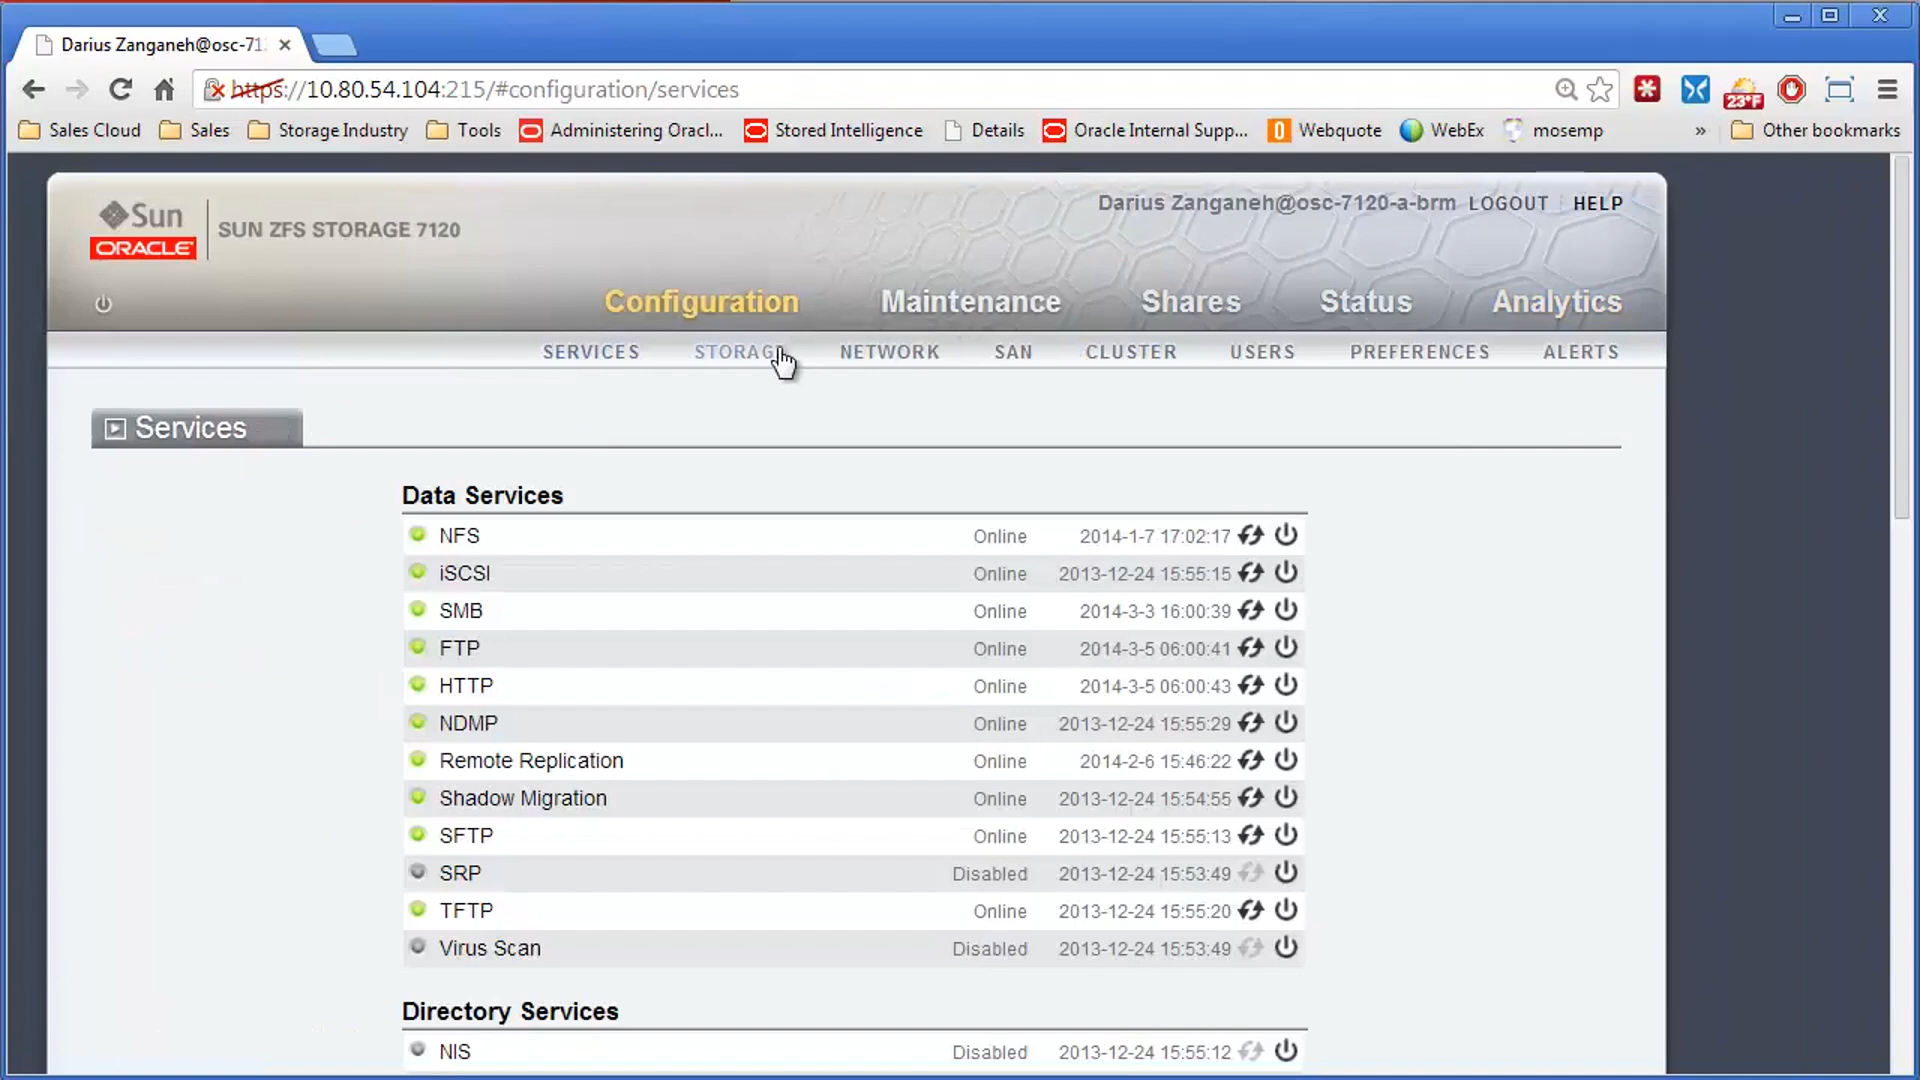 Darius Zanganeh@osc-71
https://10.80.54.104:215/#configuration/services
23°F
Sales Cloud Sales Storage Industry Tools Administering Oracl... Stored Intelligence Details Oracle Internal Supp... Webquote WebEx mosemp » Other bookmarks
Sun
ORACLE
SUN ZFS STORAGE 7120
Darius Zanganeh@osc-7120-a-brm LOGOUT HELP
Configuration Maintenance Shares Status Analytics
SERVICES STORAGE NETWORK SAN CLUSTER USERS PREFERENCES ALERTS
Services
Data Services
NFS Online 2014-1-7 17:02:17
iSCSI Online 2013-12-24 15:55:15
SMB Online 2014-3-3 16:00:39
FTP Online 2014-3-5 06:00:41
HTTP Online 2014-3-5 06:00:43
NDMP Online 2013-12-24 15:55:29
Remote Replication Online 2014-2-6 15:46:22
Shadow Migration Online 2013-12-24 15:54:55
SFTP Online 2013-12-24 15:55:13
SRP Disabled 2013-12-24 15:53:49
TFTP Online 2013-12-24 15:55:20
Virus Scan Disabled 2013-12-24 15:53:49
Directory Services
NIS Disabled 2013-12-24 15:55:12